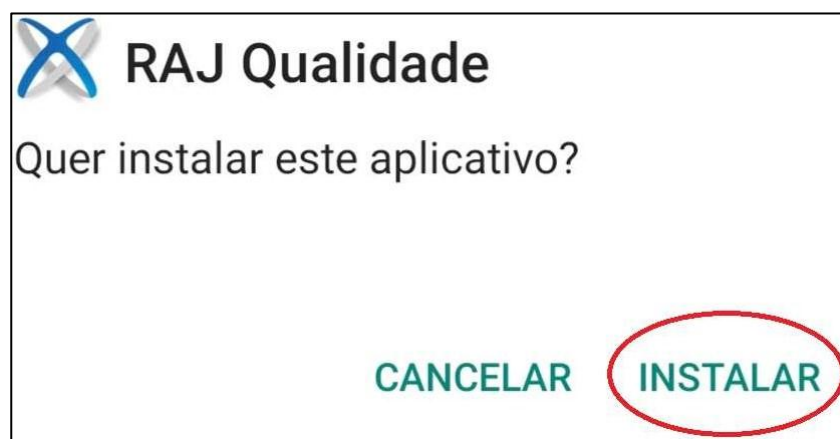 RAJ Qualidade
Quer instalar este aplicativo?
CANCELAR INSTALAR